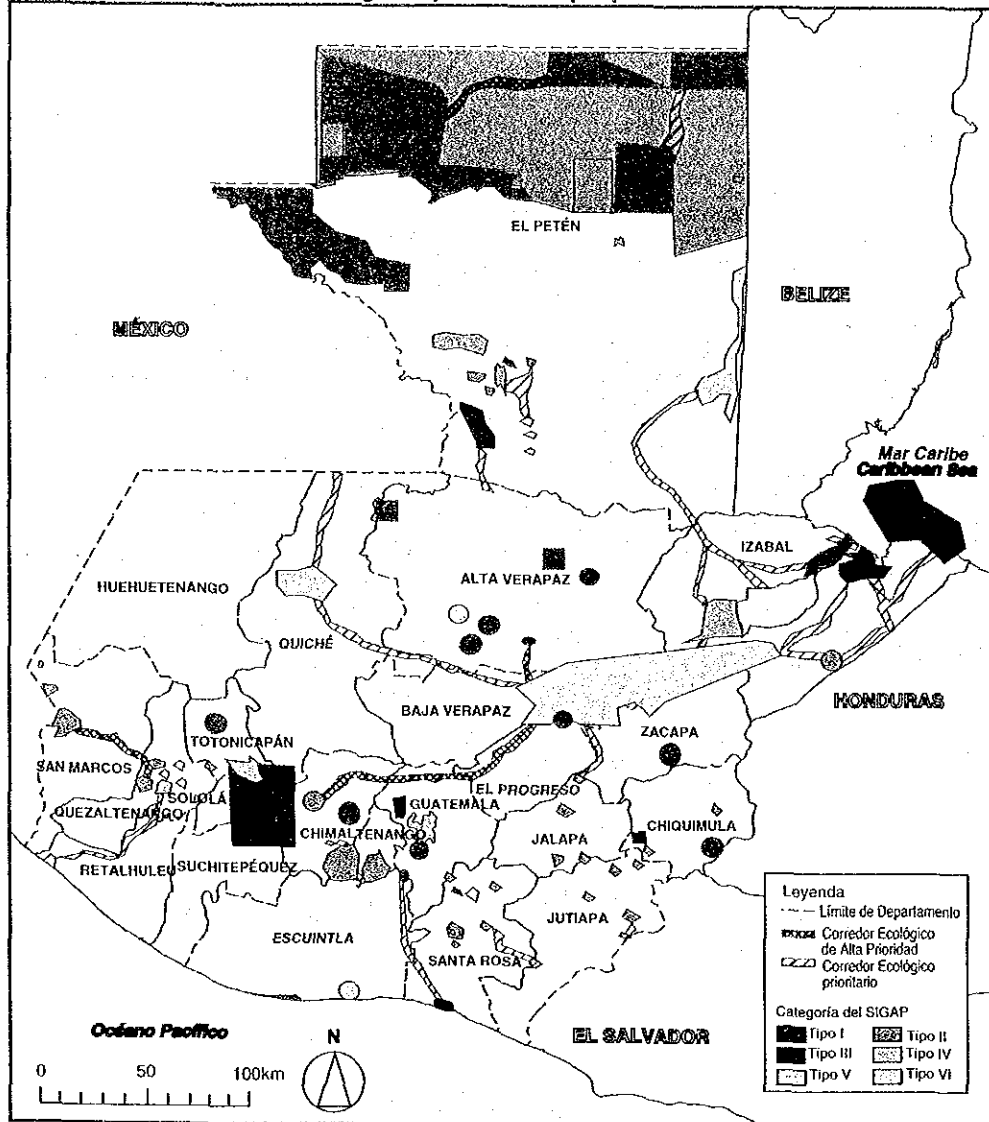 EL PETÉN
BELIZE
MÉXICO
Mar Caribe
Caribbean Sea
IZABAL
ALTA VERAPAZ
HUEHUETENANGO
QUICHÉ
HONDURAS
BAJA VERAPAZ
ZACAPA
TOTONICAPÁN
SAN MARCOS
EL PROGRESO
SOLOLÁ
GUATEMALA
QUEZALTENANGO
CHIMALTENANGO
CHIQUIMULA
JALAPA
RETALHULEU
SUCHITEPÉQUEZ
JUTIAPA
ESCUINTLA
SANTA ROSA
Océano Pacífico
EL SALVADOR
N
0 50 100km
Leyenda
Límite de Departamento
Corredor Ecológico
de Alta Prioridad
Corredor Ecológico
prioritario
Categoría del SIGAP
Tipo I Tipo II
Tipo III Tipo IV
Tipo V Tipo VI